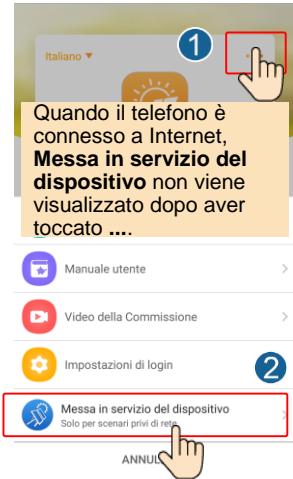 Italiano ▼
1
Quando il telefono è
connesso a Internet,
Messa in servizio del
dispositivo non viene
visualizzato dopo aver
toccato ....
Manuale utente
Video della Commissione
Impostazioni di login
2
Messa in servizio del dispositivo
Solo per scenari privi di rete